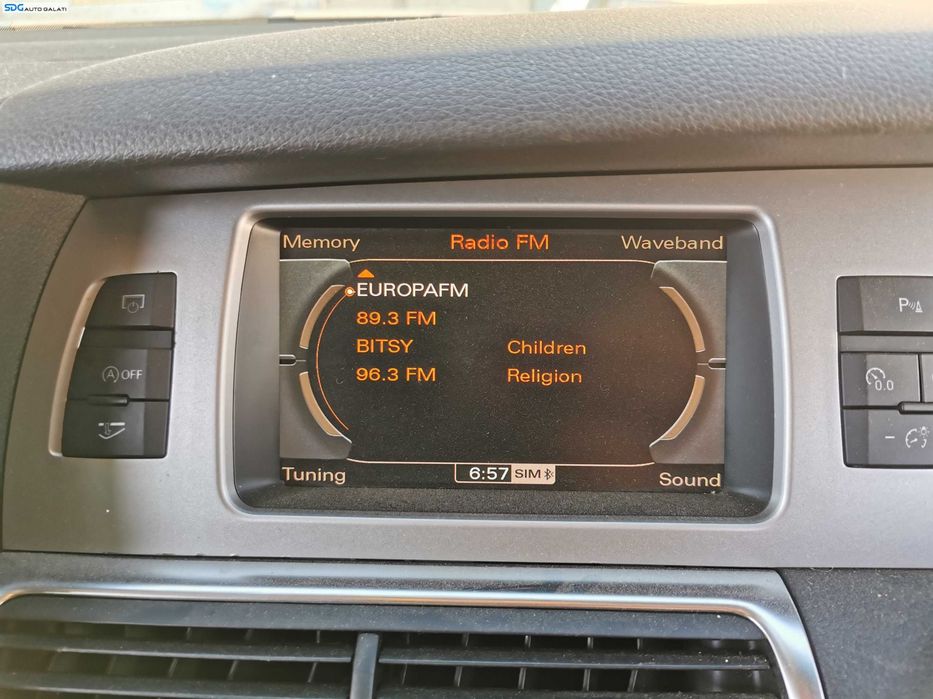 SDG AUTO GALATI
Memory Radio FM Waveband
EUROPAFM
89.3 FM
BITSY Children
96.3 FM Religion
Tuning 6:57 SIM Sound
A OFF
P
0.0